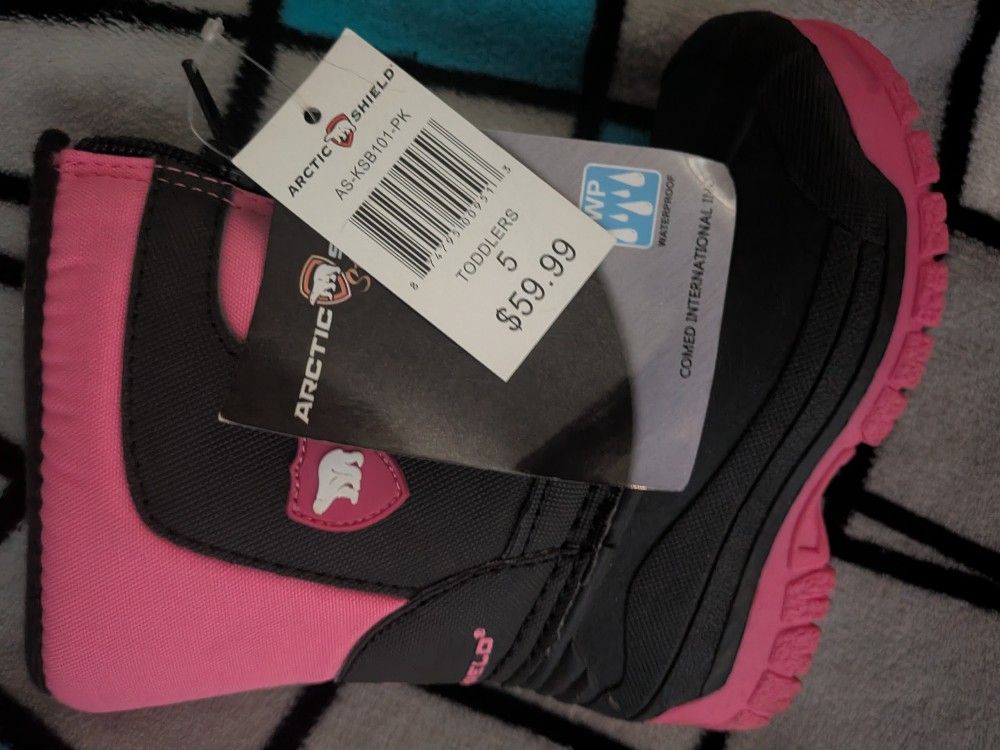 ARCTIC SHIELD®
AS-KSB101-PK
TODDLERS
5
$59.99
ARCTIC
WP
WATERPROOF
COMED INTERNATIONAL